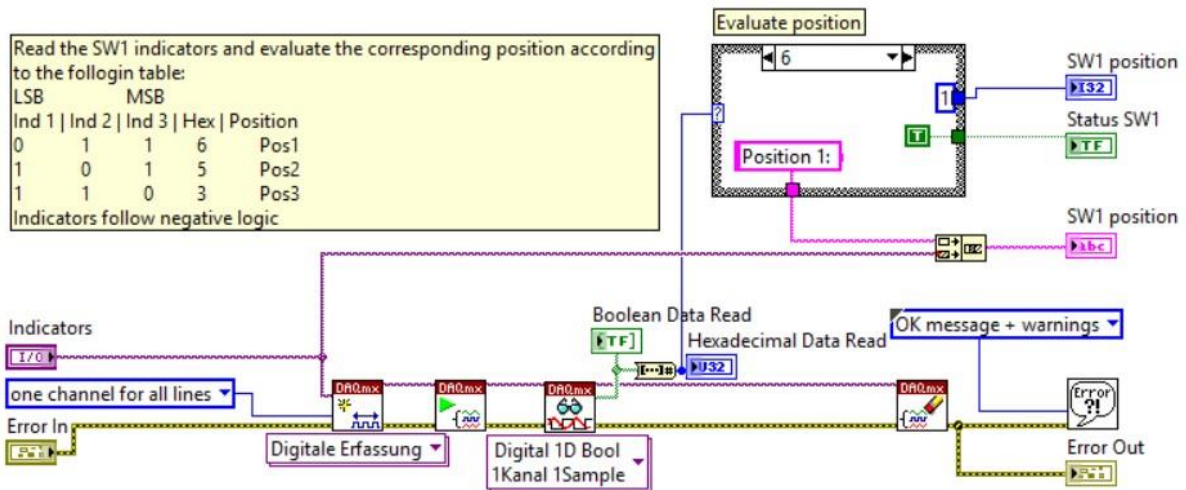 Evaluate position
Read the SW1 indicators and evaluate the corresponding position according
to the follogin table:
LSB MSB
Ind 1 | Ind 2 | Ind 3 | Hex | Position
0 1 1 6 Pos1
1 0 1 5 Pos2
1 1 0 3 Pos3
Indicators follow negative logic
6
1
T
Position 1:
SW1 position
I32
Status SW1
TF
SW1 position
abc
Indicators
I/O
one channel for all lines
Error In
DAQmx
Digitale Erfassung
DAQmx
DAQmx
Digital 1D Bool
1Kanal 1Sample
Boolean Data Read
TF
Hexadecimal Data Read
U32
DAQmx
OK message + warnings
Error
?!
Error Out